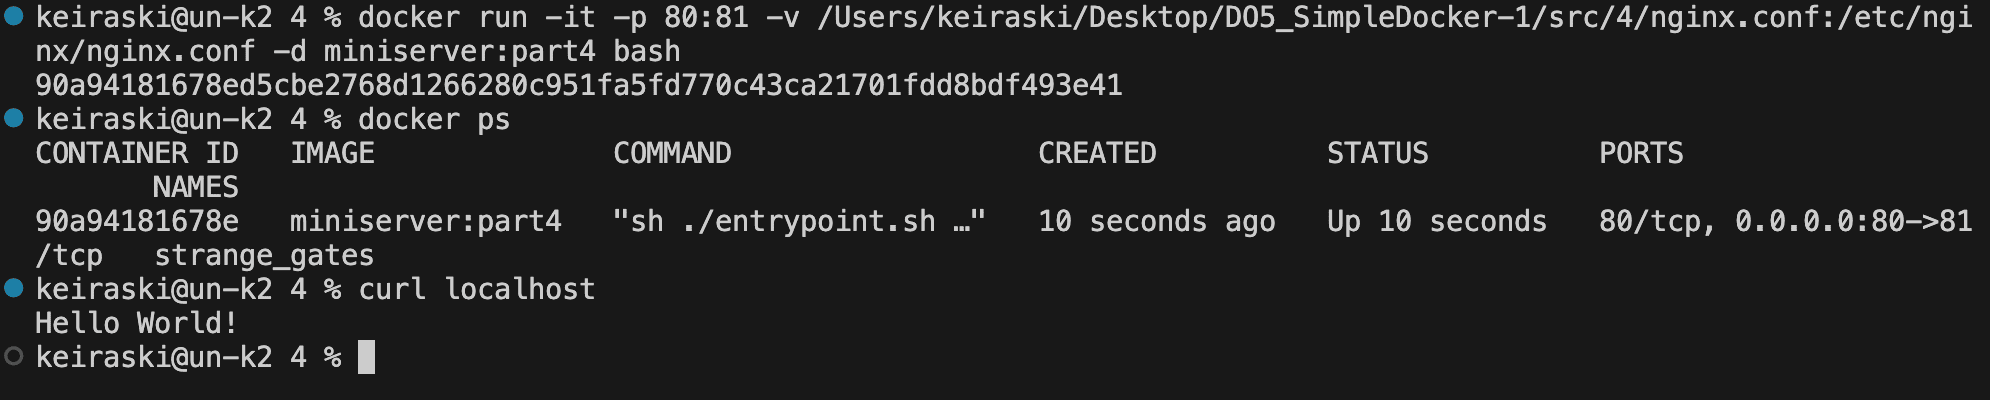 keiraski@un-k2 4 % docker run -it -p 80:81 -v /Users/keiraski/Desktop/DO5_SimpleDocker-1/src/4/nginx.conf:/etc/ngi
nx/nginx.conf -d miniserver:part4 bash
90a94181678ed5cbe2768d1266280c951fa5fd770c43ca21701fdd8bdf493e41
keiraski@un-k2 4 % docker ps
CONTAINER ID   IMAGE              COMMAND                  CREATED          STATUS          PORTS
       NAMES
90a94181678e   miniserver:part4   "sh ./entrypoint.sh …"   10 seconds ago   Up 10 seconds   80/tcp, 0.0.0.0:80->81
/tcp   strange_gates
keiraski@un-k2 4 % curl localhost
Hello World!
keiraski@un-k2 4 %